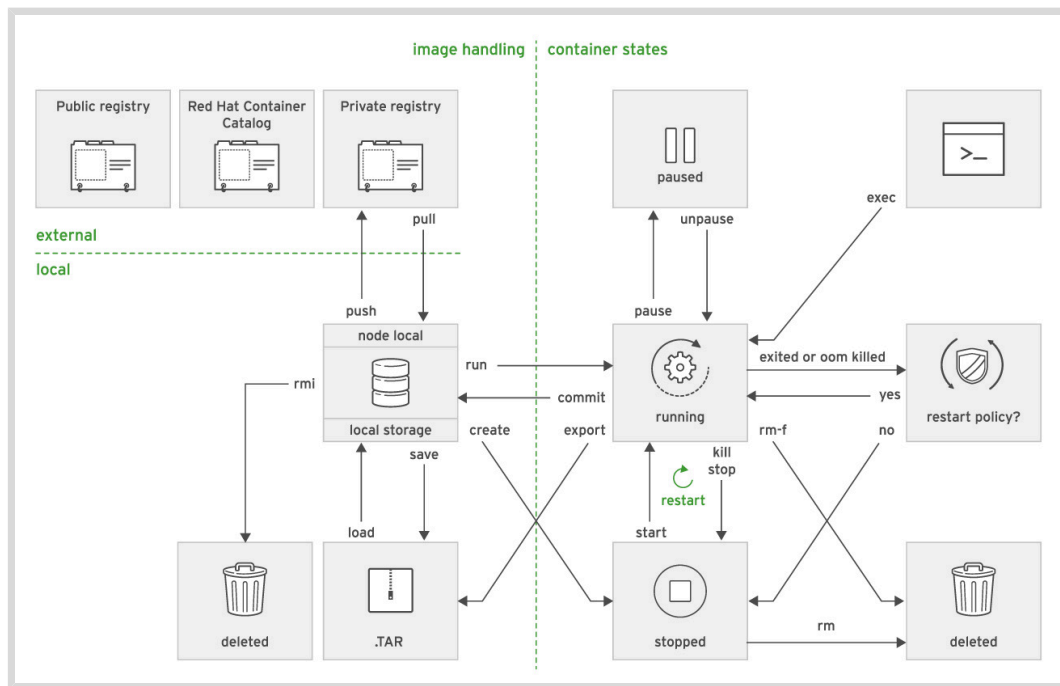 image handling
container states
Public registry
Red Hat Container
Catalog
Private registry
paused
>_
exec
pull
unpause
external
local
push
pause
node local
run
exited or oom killed
rmi
commit
yes
running
restart policy?
local storage
create
export
rm-f
no
save
kill
stop
restart
load
start
deleted
.TAR
stopped
rm
deleted